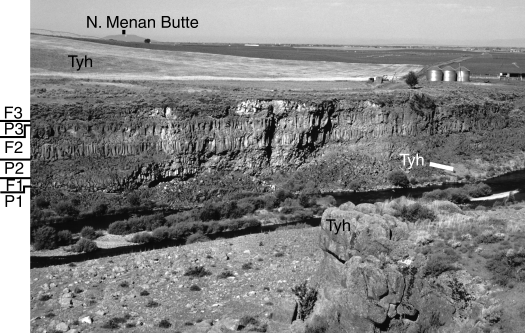 N. Menan Butte
Tyh
F3
P3
F2
P2
F1
P1
Tyh
Tyh